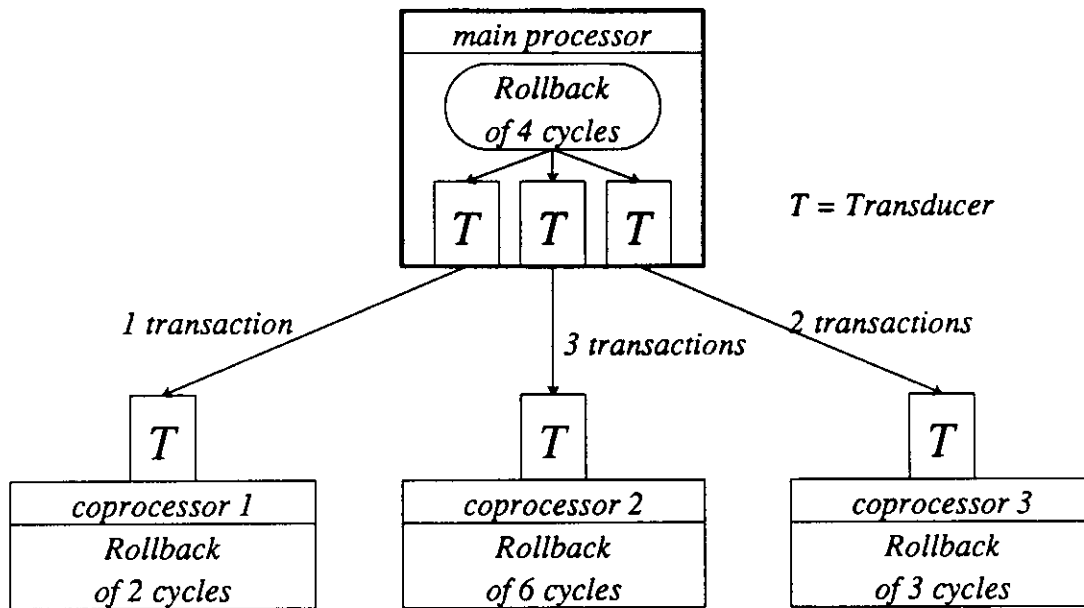 main processor
Rollback
of 4 cycles
T
T
T
T = Transducer
1 transaction
3 transactions
2 transactions
T
T
T
coprocessor 1
Rollback
of 2 cycles
coprocessor 2
Rollback
of 6 cycles
coprocessor 3
Rollback
of 3 cycles